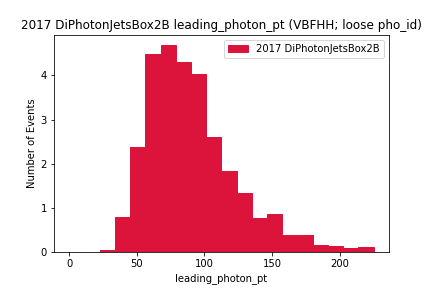 2017 DiPhotonJetsBox2B leading_photon_pt (VBFHH; loose pho_id)
2017 DiPhotonJetsBox2B
Number of Events
4
3
2
1
0
0 50 100 150 200
leading_photon_pt